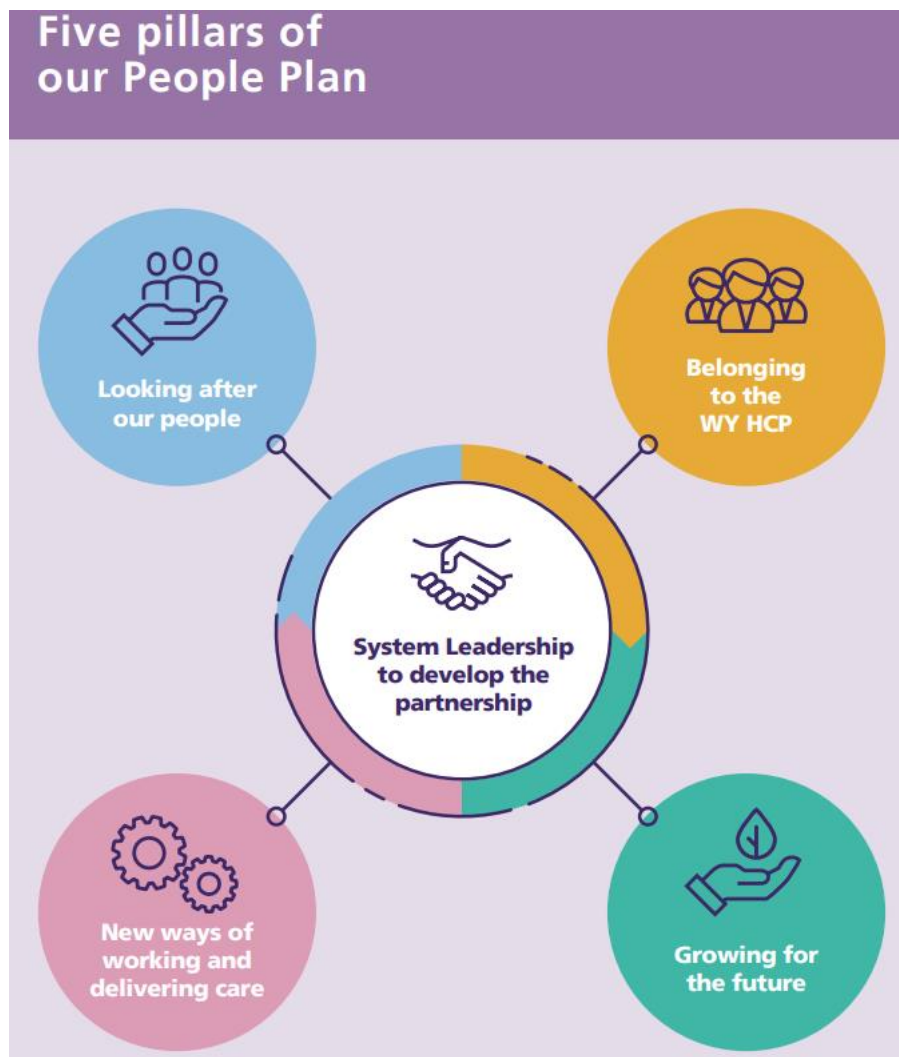 Five pillars of
our People Plan
Looking after
our people
Belonging
to the
WY HCP
System Leadership
to develop the
partnership
New ways of
working and
delivering care
Growing for
the future